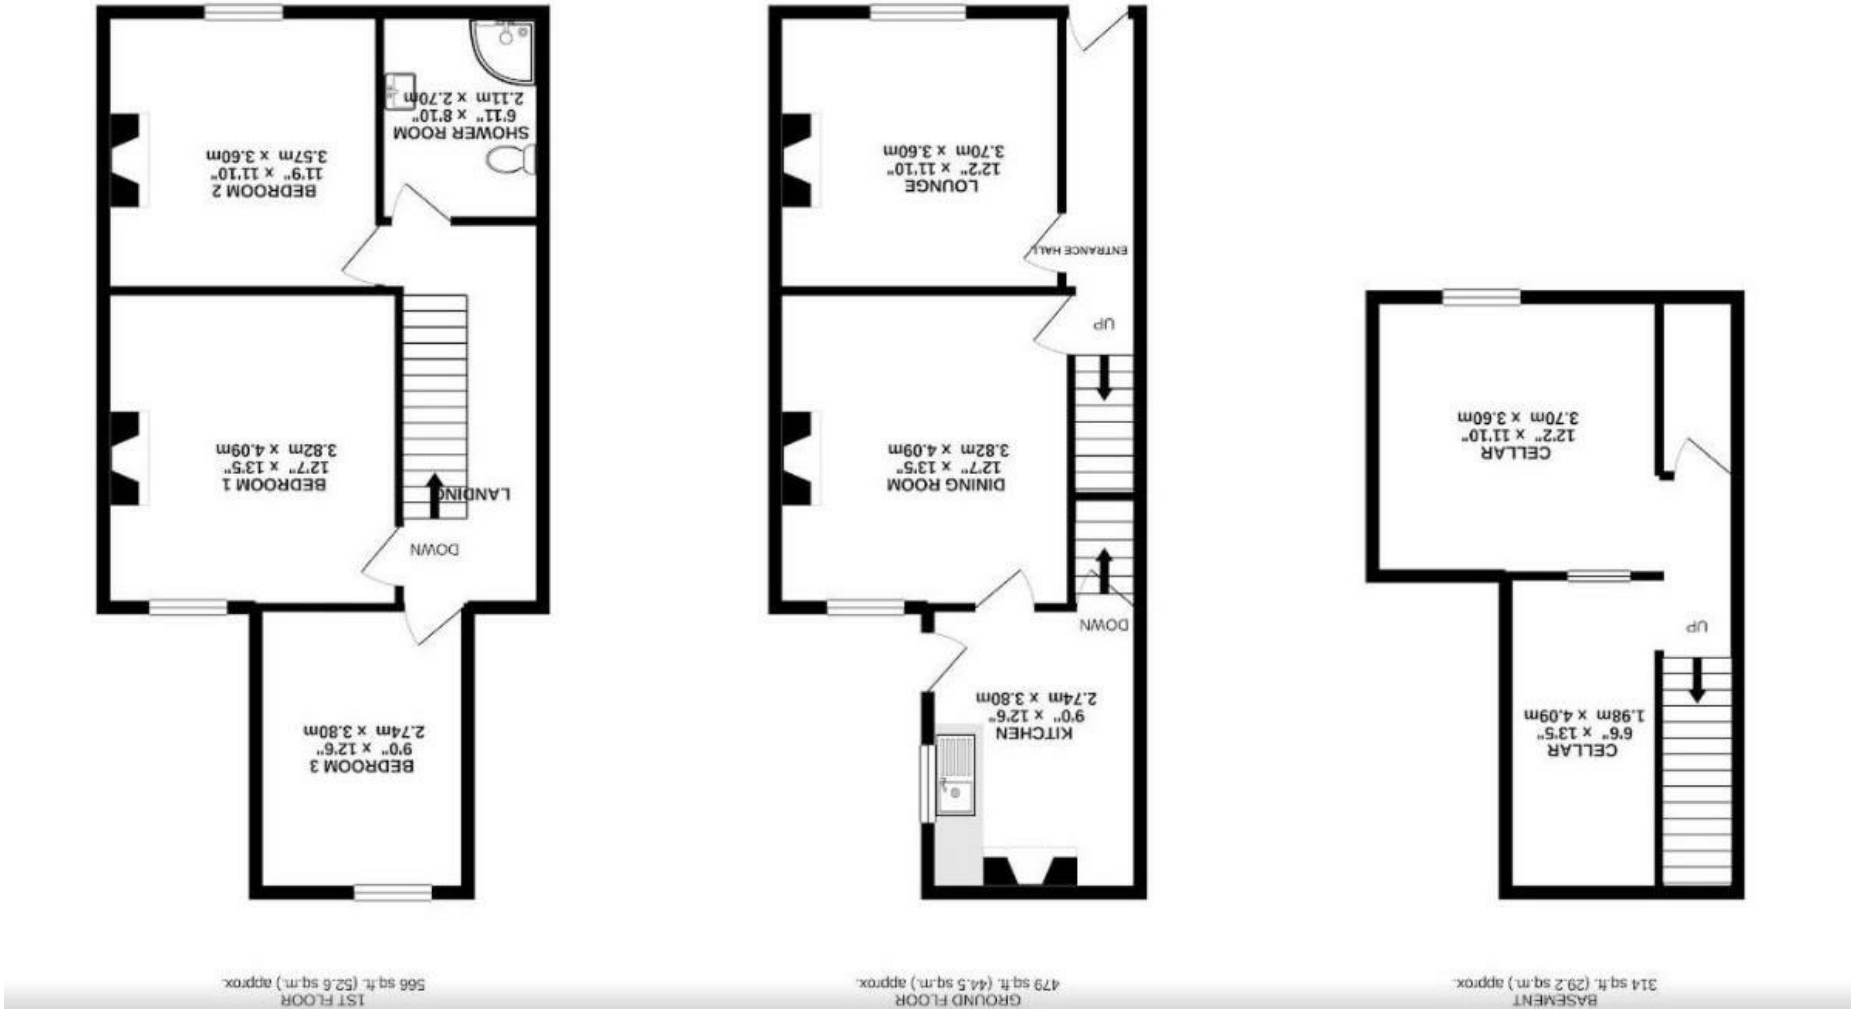 BASEMENT
314 sq.ft. (29.2 sq.m.) approx.
CELLAR
6'6" x 13'5"
1.98m x 4.09m
UP
CELLAR
12'2" x 11'10"
3.70m x 3.60m
GROUND FLOOR
479 sq.ft. (44.5 sq.m.) approx.
KITCHEN
9'0" x 12'6"
2.74m x 3.80m
DOWN
DINING ROOM
12'7" x 13'5"
3.82m x 4.09m
UP
ENTRANCE HALL
LOUNGE
12'2" x 11'10"
3.70m x 3.60m
1ST FLOOR
566 sq.ft. (52.6 sq.m.) approx.
BEDROOM 3
9'0" x 12'6"
2.74m x 3.80m
DOWN
LANDING
BEDROOM 1
12'7" x 13'5"
3.82m x 4.09m
BEDROOM 2
11'9" x 11'10"
3.57m x 3.60m
SHOWER ROOM
6'11" x 8'10"
2.11m x 2.70m